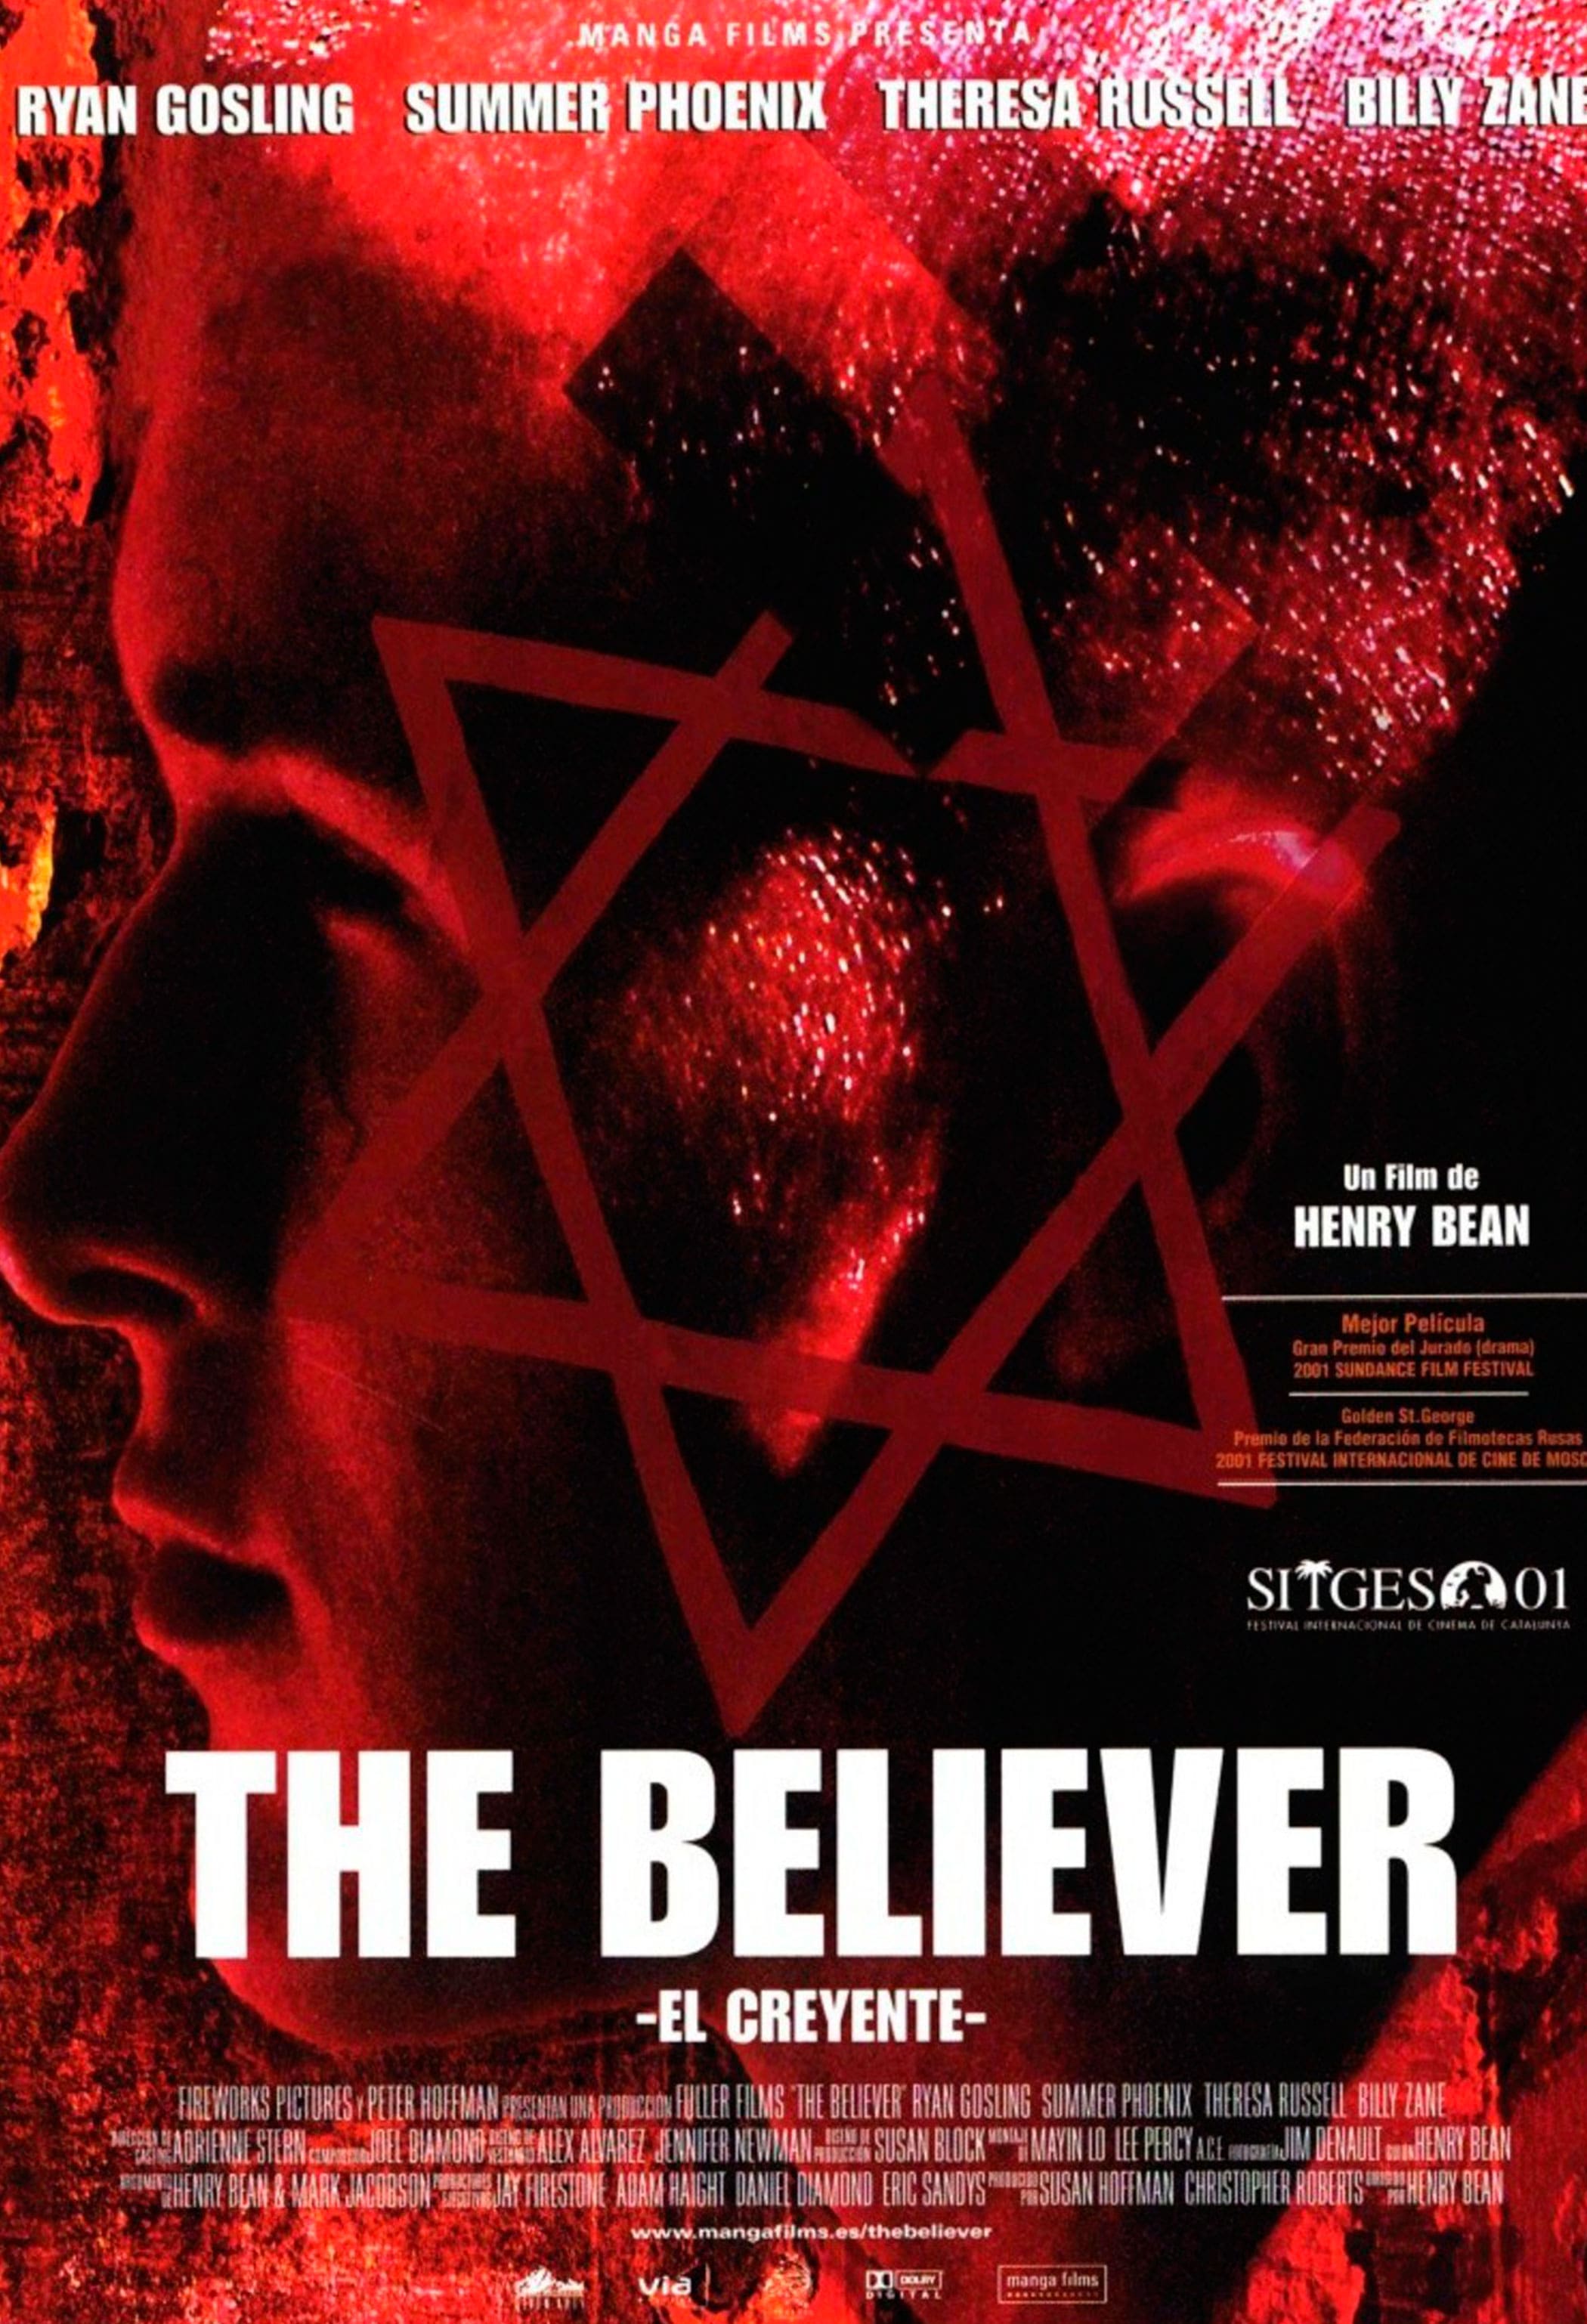 MANGA FILMS PRESENTA
RYAN GOSLING SUMMER PHOENIX THERESA RUSSELL BILLY ZANE
Un Film de
HENRY BEAN
Mejor Película
Gran Premio del Jurado (drama)
2001 SUNDANCE FILM FESTIVAL
Golden St.George
Premio de la Federación de Filmotecas Rusas
2001 FESTIVAL INTERNACIONAL DE CINE DE MOSC
SITGES 01
FESTIVAL INTERNACIONAL DE CINEMA DE CATALUNYA
THE BELIEVER
-EL CREYENTE-
FIREWORKS PICTURES Y PETER HOFFMAN PRESENTAN UNA PRODUCCIÓN FULLER FILMS "THE BELIEVER" RYAN GOSLING SUMMER PHOENIX THERESA RUSSELL BILLY ZANE
ADRIENNE STERN JOEL DIAMOND ALEX ALVAREZ JENNIFER NEWMAN DISEÑO DE PRODUCCIÓN SUSAN BLOCK MAYIN LO LEE PERCY A.C.E. JIM DENAULT HENRY BEAN
HENRY BEAN & MARK JACOBSON JAY FIRESTONE ADAM HAIGHT DANIEL DIAMOND ERIC SANDYS SUSAN HOFFMAN CHRISTOPHER ROBERTS HENRY BEAN
www.mangafilms.es/thebeliever
via DOLBY DIGITAL manga films